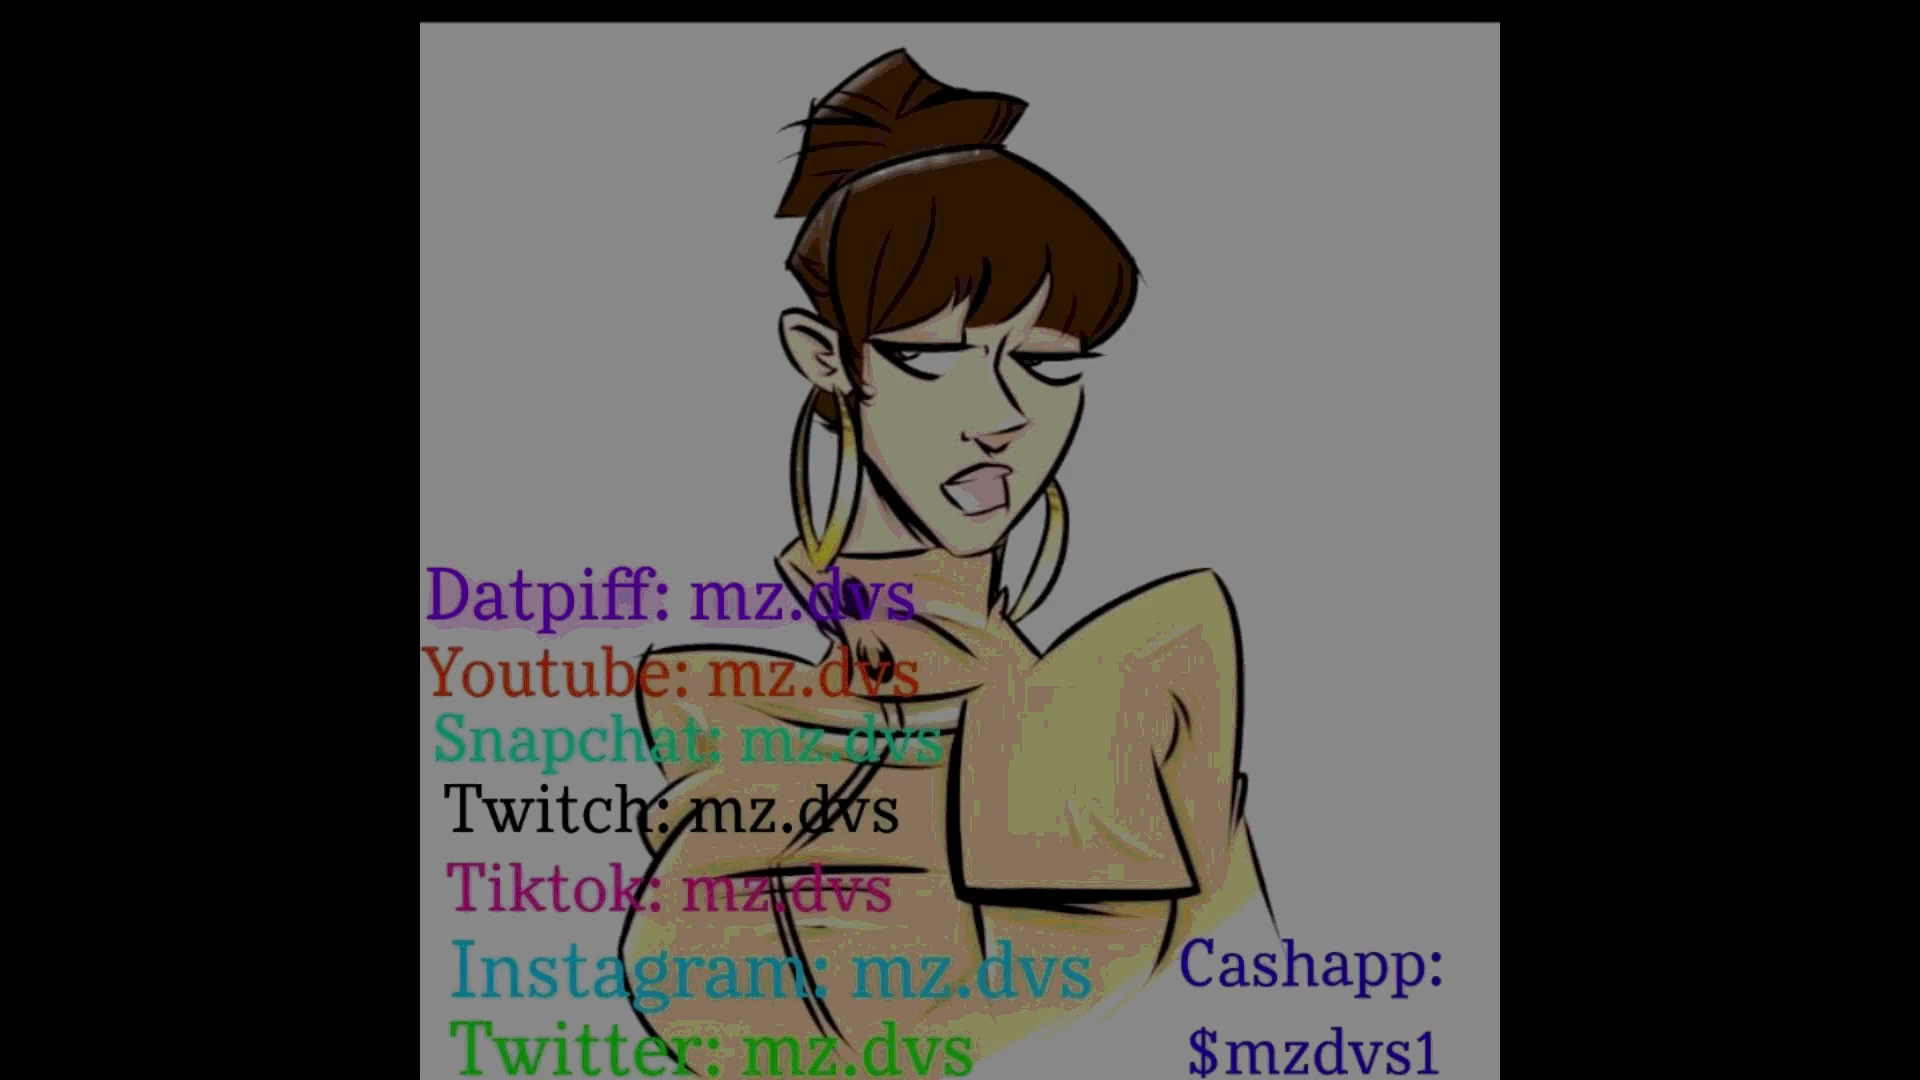 Datpiff: mz.dvs
Youtube: mz.dvs
Snapchat: mz.dvs
Twitch: mz.dvs
Tiktok: mz.dvs
Instagram: mz.dvs
Twitter: mz.dvs
Cashapp:
$mzdvs1